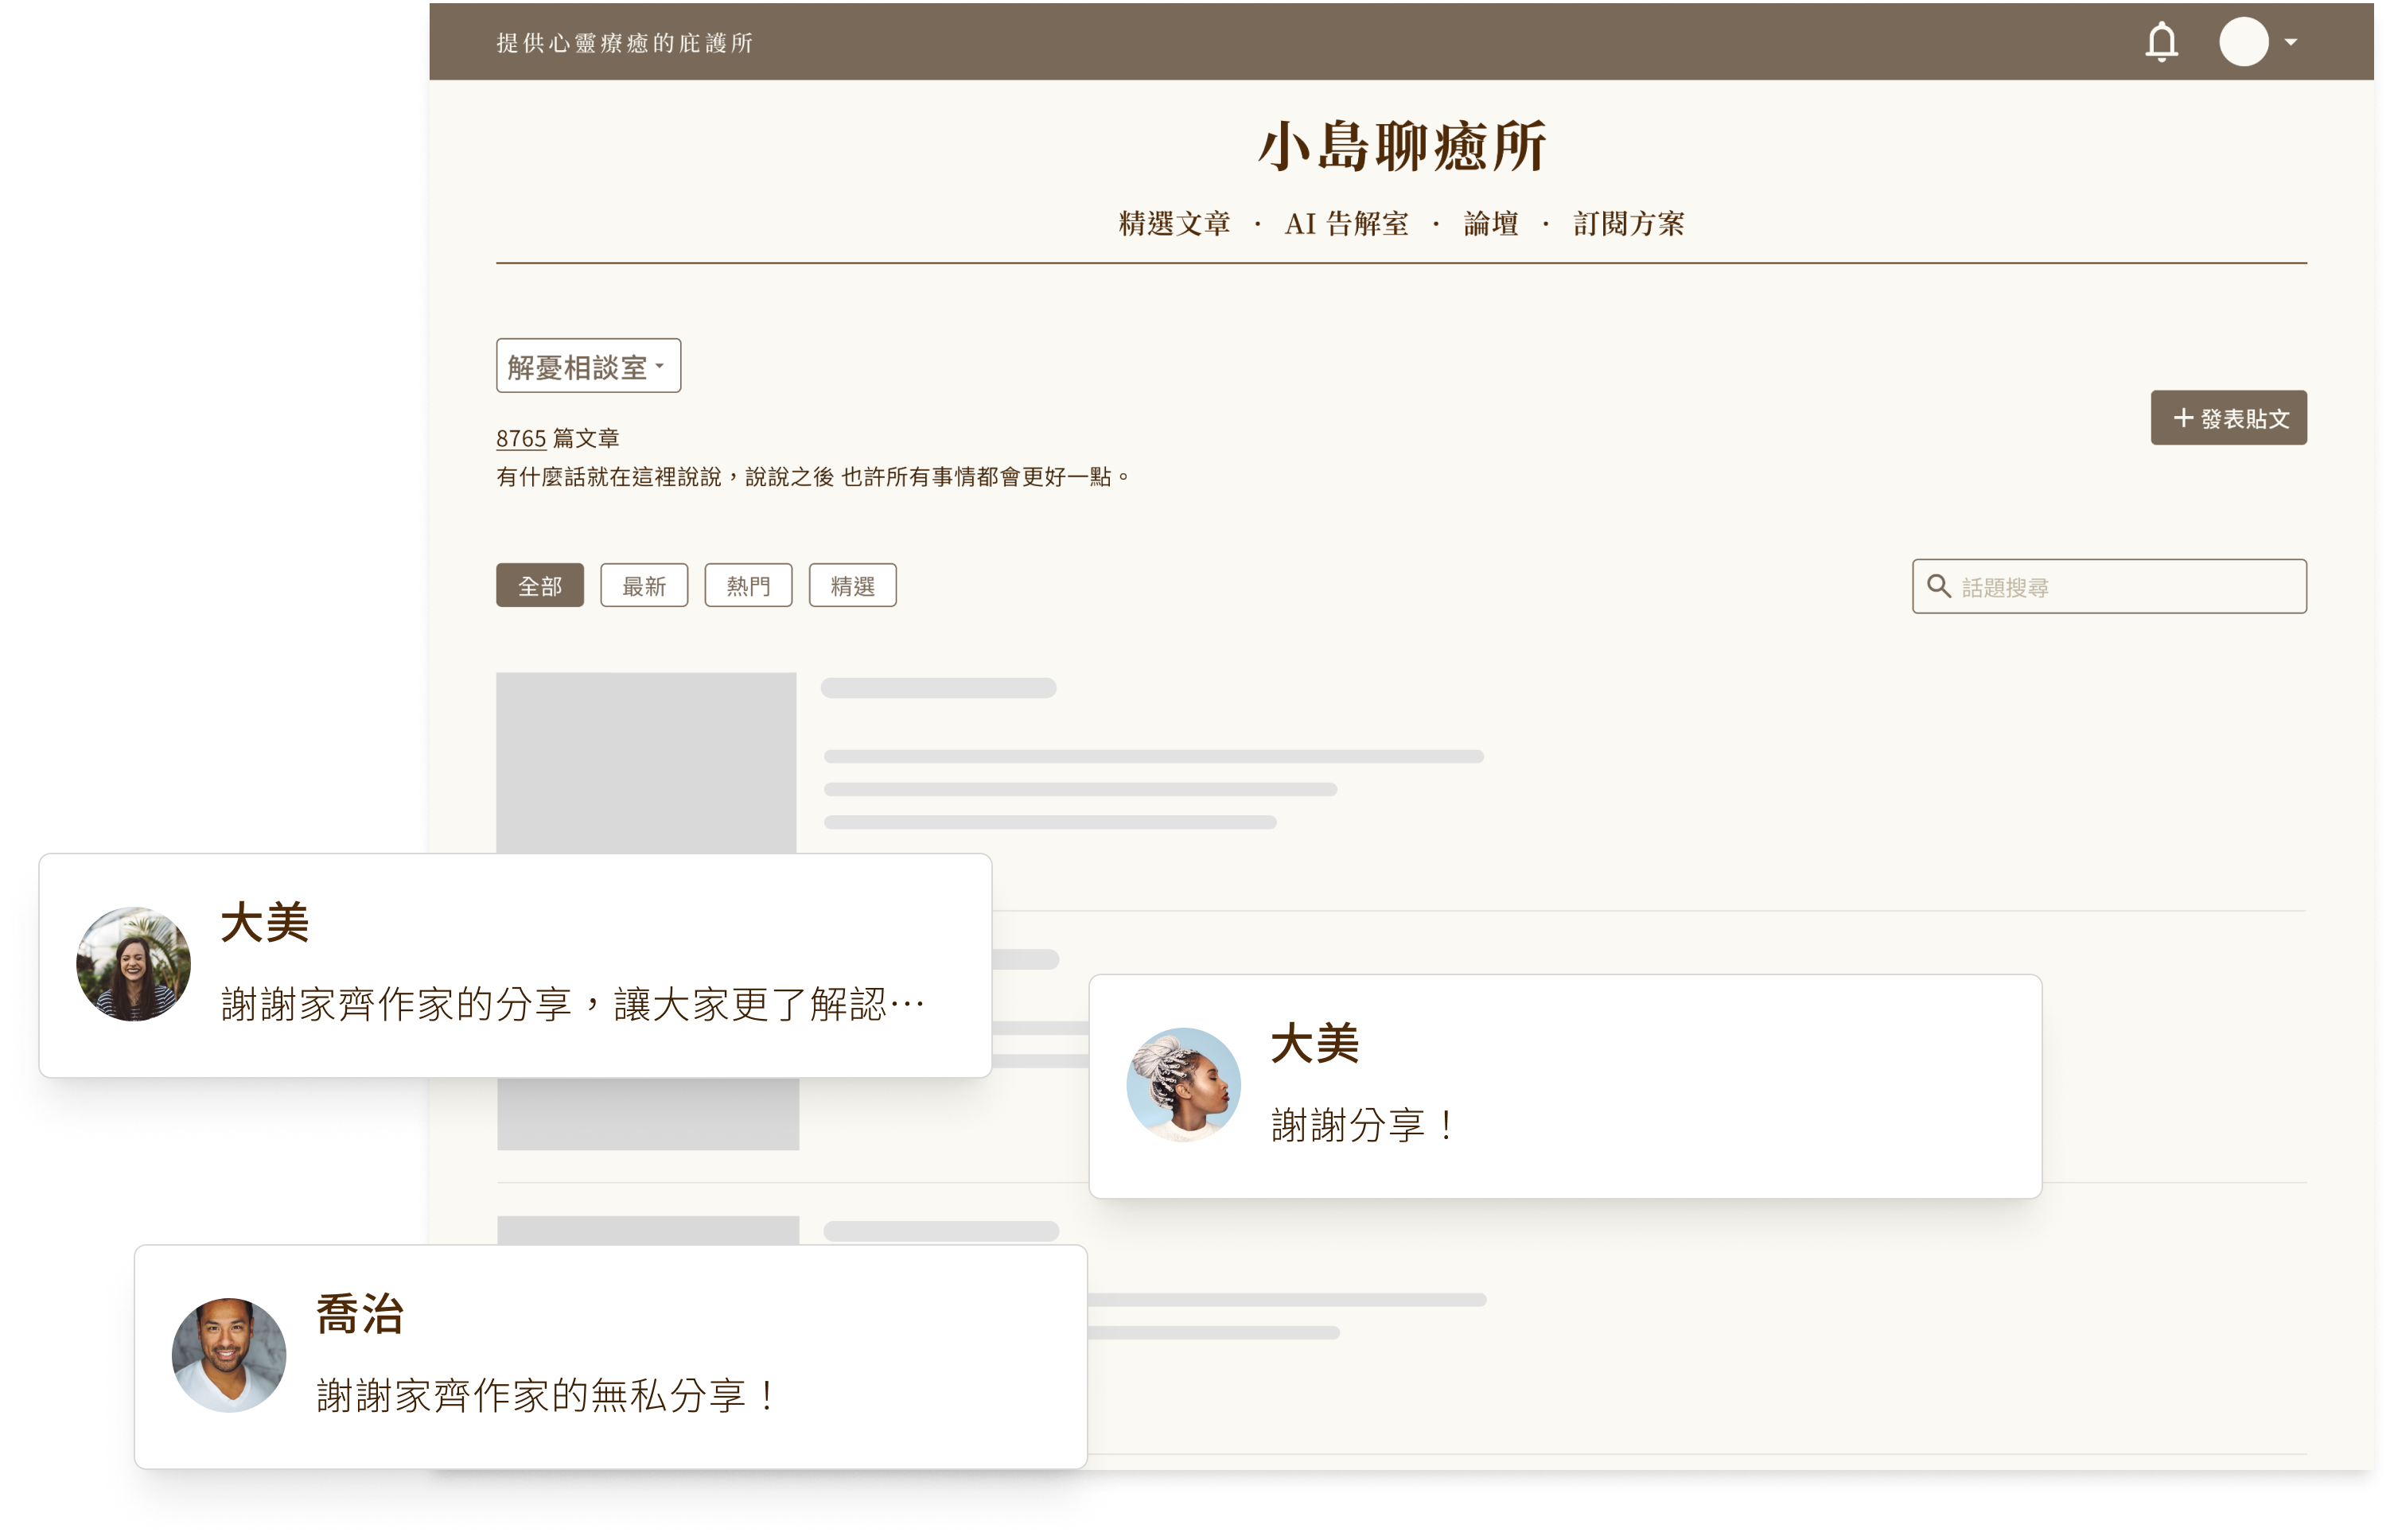 提供心靈療癒的庇護所
小島聊癒所
精選文章 · AI 告解室 · 論壇 · 訂閱方案
解憂相談室
8765 篇文章
＋發表貼文
有什麼話就在這裡說說，說說之後 也許所有事情都會更好一點。
全部 最新 熱門 精選 話題搜尋
大美
謝謝家齊作家的分享，讓大家更了解認…
大美
謝謝分享！
喬治
謝謝家齊作家的無私分享！